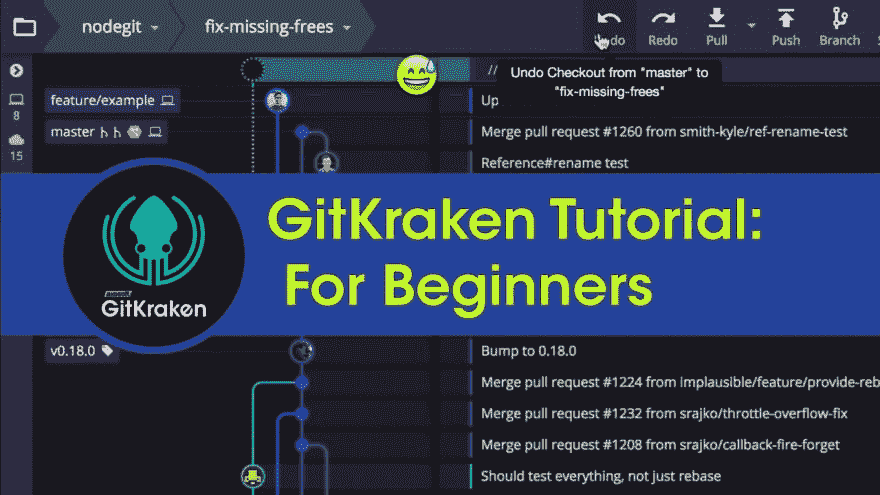 nodegit
fix-missing-frees
Undo
Redo
Pull
Push
Branch
//
Undo Checkout from "master" to
"fix-missing-frees"
8
15
feature/example
Up
master
Merge pull request #1260 from smith-kyle/ref-rename-test
Reference#rename test
GitKraken Tutorial:
For Beginners
GitKraken
v0.18.0
Bump to 0.18.0
Merge pull request #1224 from implausible/feature/provide-reb
Merge pull request #1232 from srajko/throttle-overflow-fix
Merge pull request #1208 from srajko/callback-fire-forget
Should test everything, not just rebase